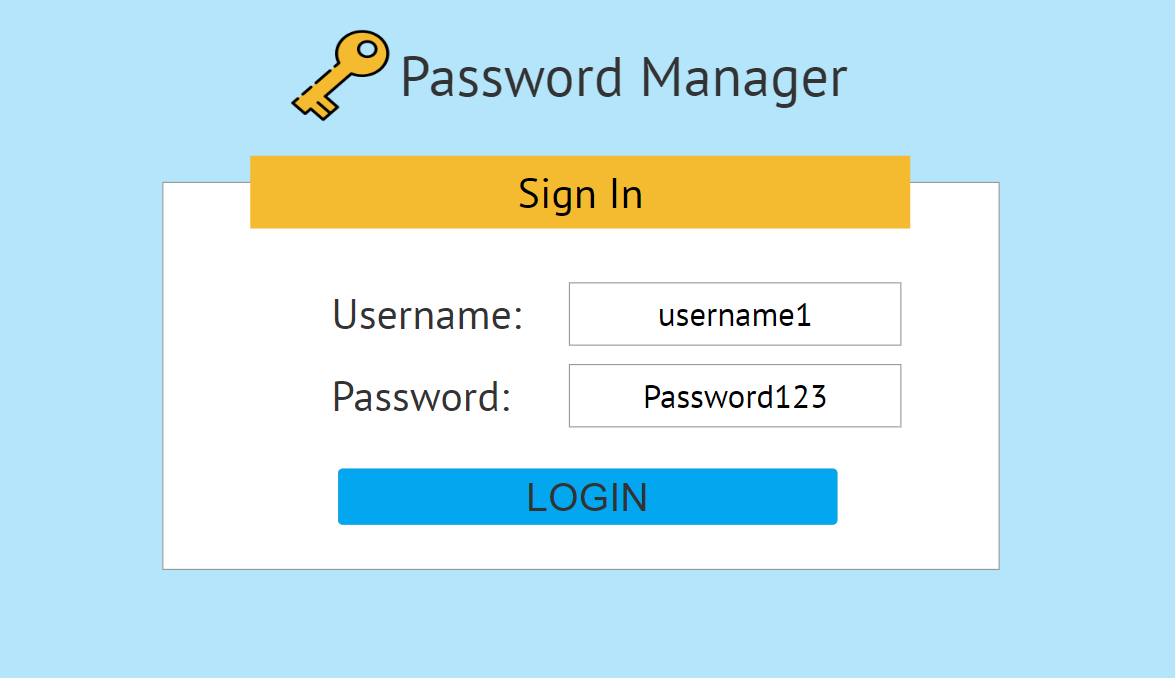 Password Manager
Sign In
Username: username1
Password: Password123
LOGIN